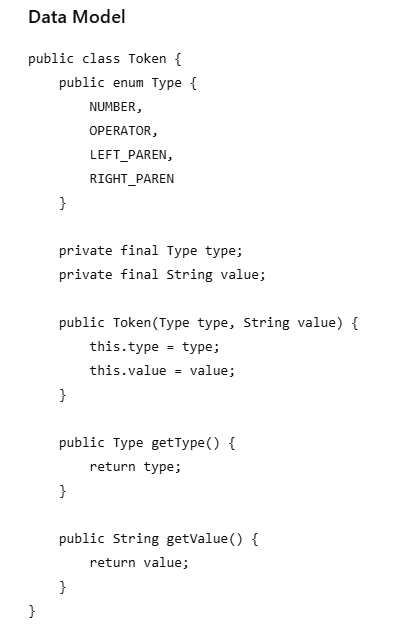 Data Model
public class Token {
    public enum Type {
        NUMBER,
        OPERATOR,
        LEFT_PAREN,
        RIGHT_PAREN
    }
    private final Type type;
    private final String value;
    public Token(Type type, String value) {
        this.type = type;
        this.value = value;
    }
    public Type getType() {
        return type;
    }
    public String getValue() {
        return value;
    }
}